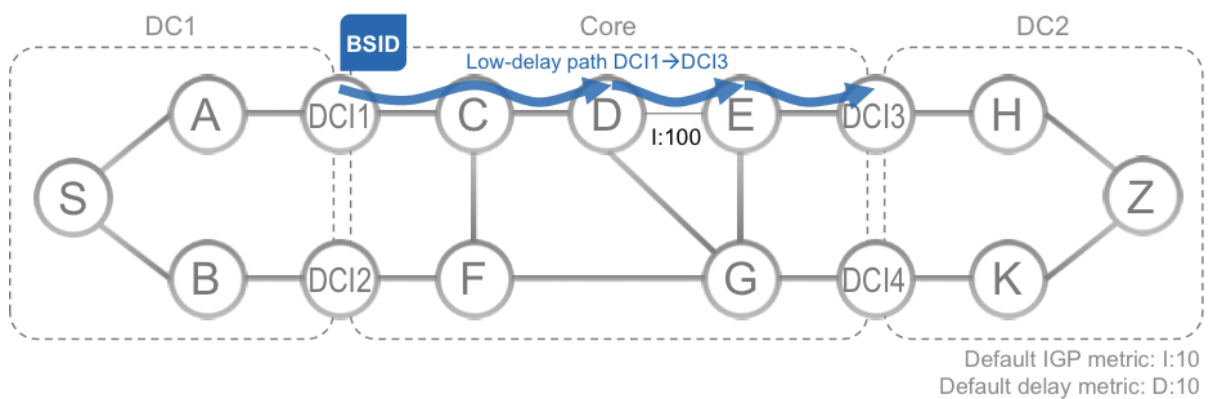 DC1
Core
DC2
BSID
Low-delay path DCI1→DCI3
A
DCI1
C
D
E
DCI3
H
I:100
S
Z
B
DCI2
F
G
DCI4
K
Default IGP metric: I:10
Default delay metric: D:10